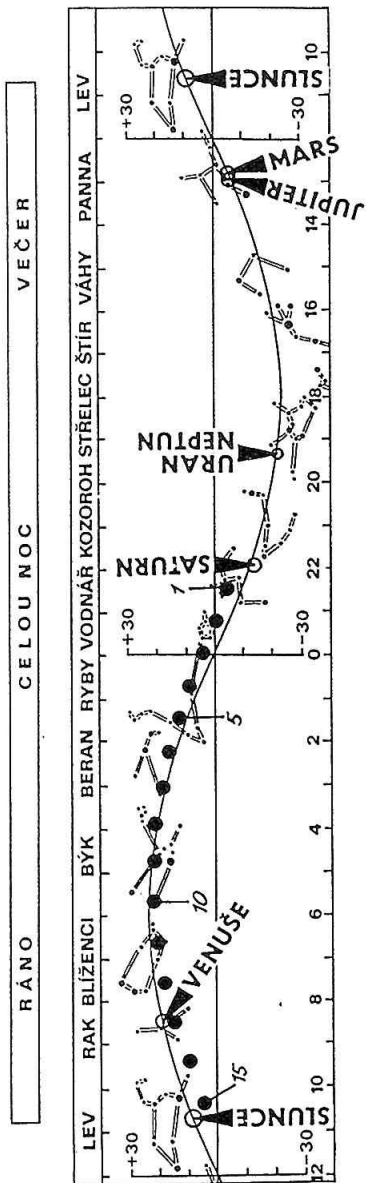 RÁNO CELOU NOC VEČER
LEV RAK BLÍŽENCI BÝK BERAN RYBY VODNÁŘ KOZOROH STŘELEC ŠTÍR VÁHY PANNA LEV
+30 +30 +30
SLUNCE
15
VENUŠE
10
5
1
SATURN
URAN
NEPTUN
JUPITER
MARS
SLUNCE
-30 -30
12 10 8 6 4 2 0 22 20 18 16 14 10